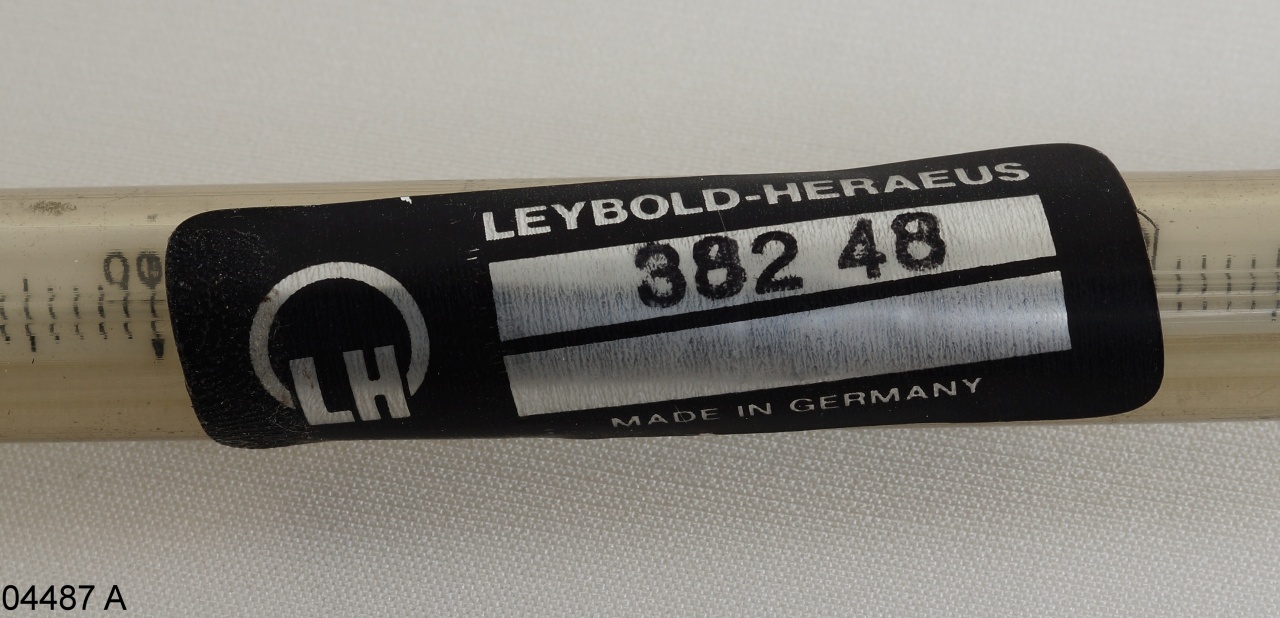 LEYBOLD-HERAEUS
382 48
LH
MADE IN GERMANY
04487 A